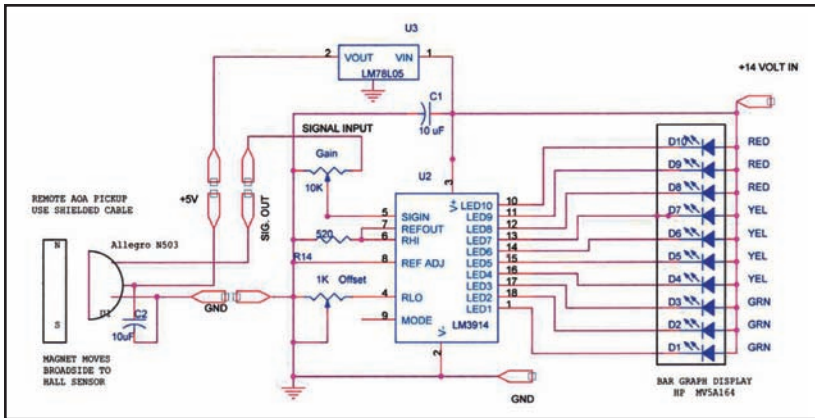 U3
2 VOUT VIN 1
LM78L05
+14 VOLT IN
C1
10 uF
SIGNAL INPUT
Gain
10K
U2
3
V+
REMOTE AOA PICKUP
USE SHIELDED CABLE
+5V
SIG. OUT
Allegro N503
N
S
D1
C2
10uF
GND
MAGNET MOVES
BROADSIDE TO
HALL SENSOR
520
R14
1K Offset
5 SIGIN
7 REFOUT
6 RHI
8 REF ADJ
4 RLO
9 MODE
LM3914
V-
2
GND
LED10 10
LED9 11
LED8 12
LED7 13
LED6 14
LED5 15
LED4 16
LED3 17
LED2 18
LED1 1
D10 RED
D9 RED
D8 RED
D7 YEL
D6 YEL
D5 YEL
D4 YEL
D3 GRN
D2 GRN
D1 GRN
BAR GRAPH DISPLAY
HP MV5A164